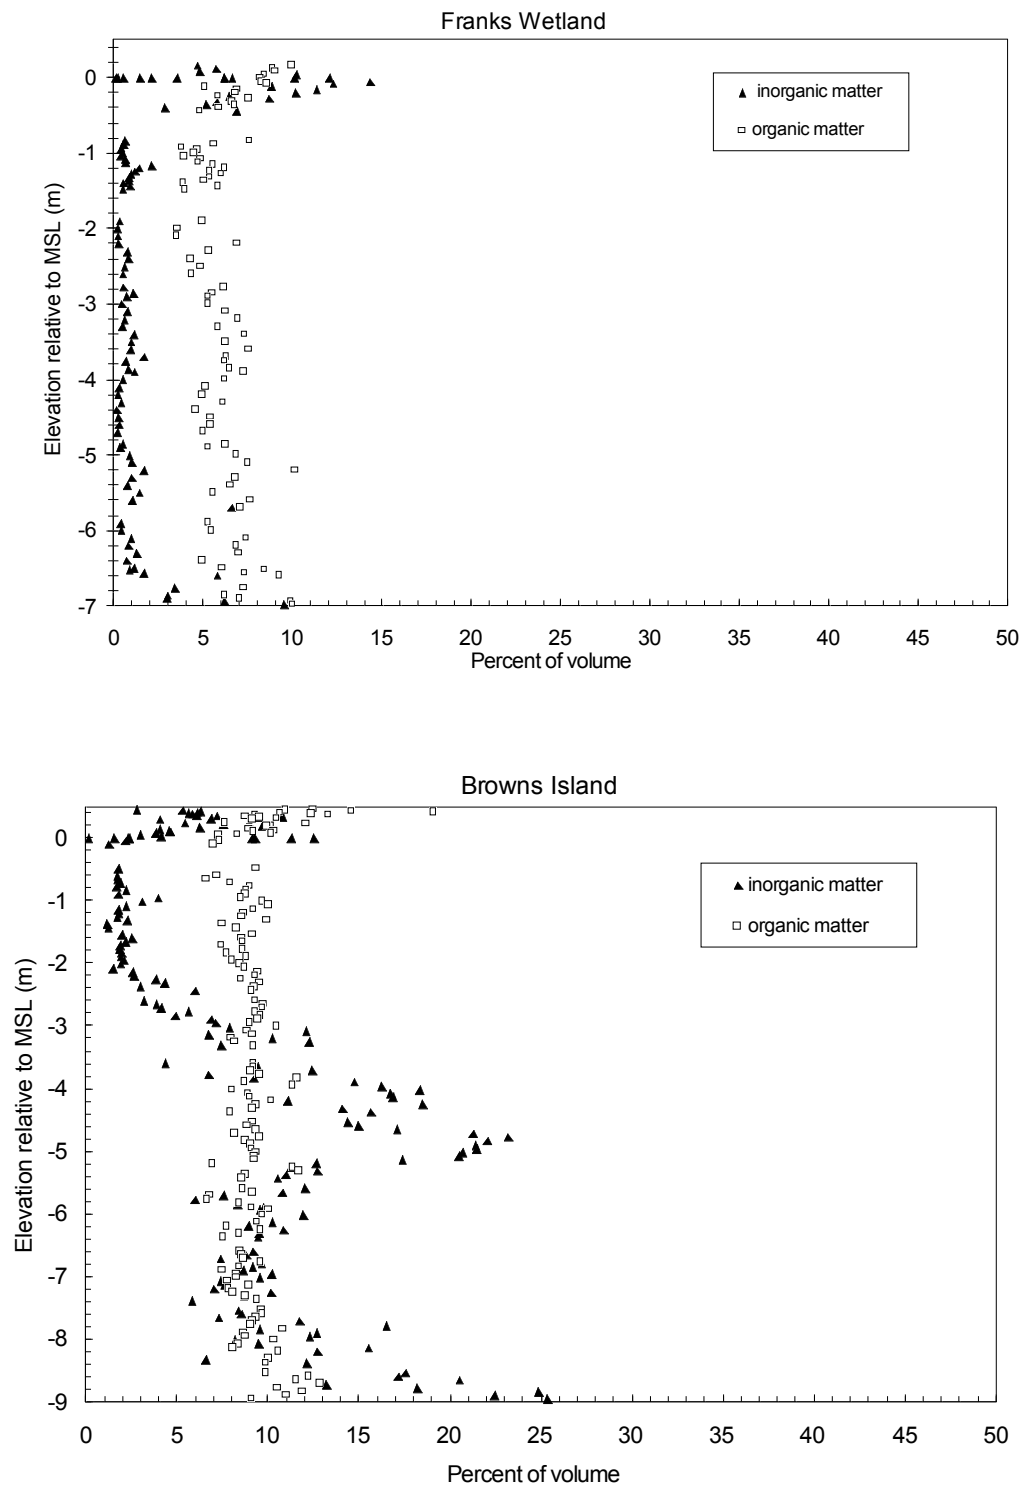 Franks Wetland
0
-1
-2
-3
-4
-5
-6
-7
Elevation relative to MSL (m)
inorganic matter
organic matter
0 5 10 15 20 25 30 35 40 45 50
Percent of volume
Browns Island
0
-1
-2
-3
-4
-5
-6
-7
-8
-9
Elevation relative to MSL (m)
inorganic matter
organic matter
0 5 10 15 20 25 30 35 40 45 50
Percent of volume